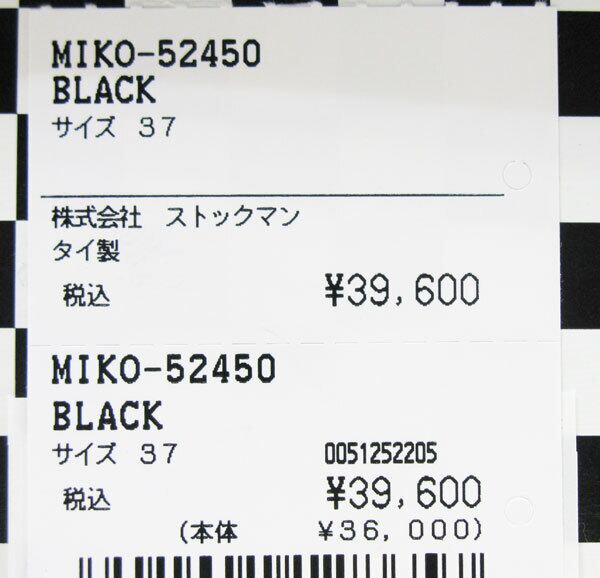 MIKO-52450
BLACK
サイズ 37
株式会社 ストックマン
タイ製
税込 ¥39,600
MIKO-52450
BLACK
サイズ 37 0051252205
税込 ¥39,600
(本体 ¥36,000)